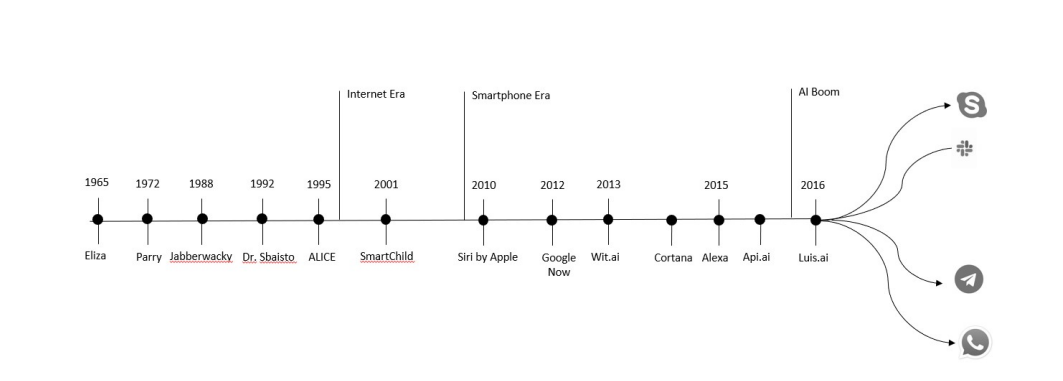 Internet Era
Smartphone Era
AI Boom
1965 1972 1988 1992 1995 2001 2010 2012 2013 2015 2016
Eliza Parry Jabberwacky Dr. Sbaisto ALICE SmartChild Siri by Apple Google Wit.ai Cortana Alexa Api.ai Luis.ai
Now